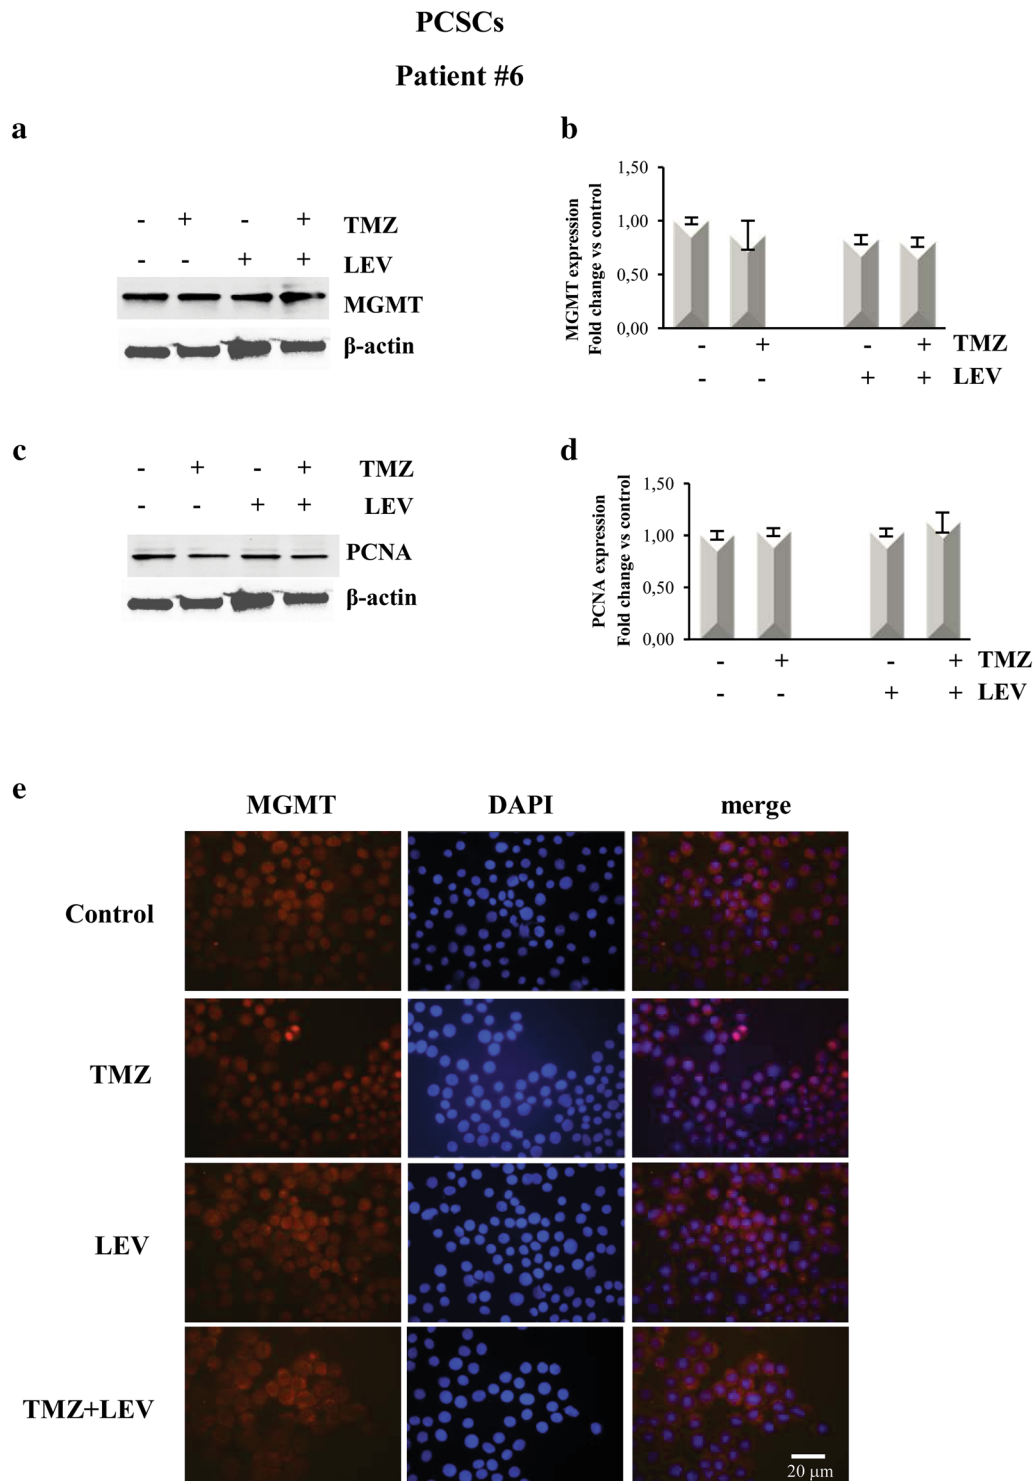 PCSCs
Patient #6
a
- + - + TMZ
- - + + LEV
MGMT
β-actin
b
MGMT expression
Fold change vs control
1,50
1,00
0,50
0,00
- + - + TMZ
- - + + LEV
c
- + - + TMZ
- - + + LEV
PCNA
β-actin
d
PCNA expression
Fold change vs control
1,50
1,00
0,50
0,00
- + - + TMZ
- - + + LEV
e
MGMT DAPI merge
Control
TMZ
LEV
TMZ+LEV
20 μm